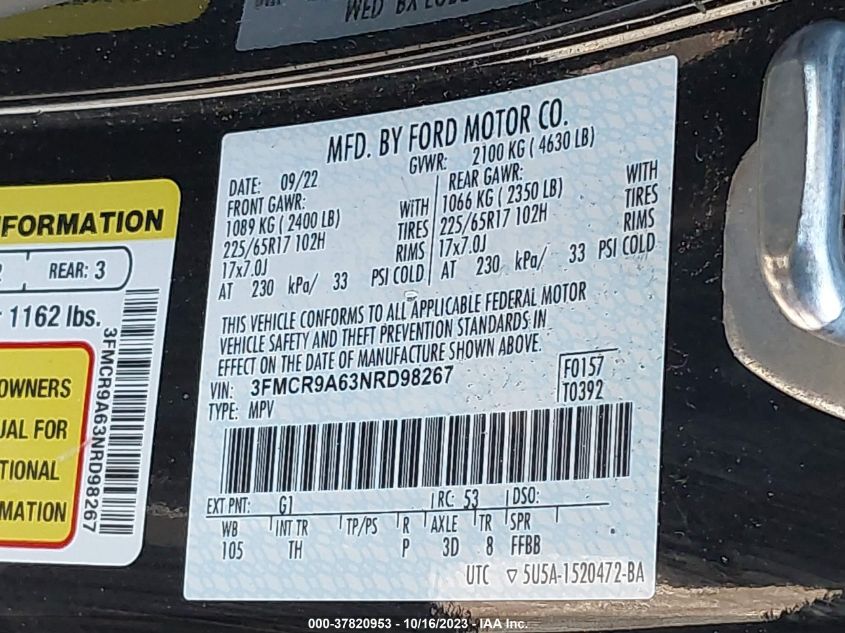 WED
MFD. BY FORD MOTOR CO.
GVWR: 2100 KG ( 4630 LB)
DATE: 09/22
FRONT GAWR:
1089 KG ( 2400 LB) WITH
225/65R17 102H TIRES
17x7.0J RIMS
AT 230 kPa/ 33 PSI COLD
REAR GAWR:
1066 KG ( 2350 LB) WITH
225/65R17 102H TIRES
17x7.0J RIMS
AT 230 kPa/ 33 PSI COLD
THIS VEHICLE CONFORMS TO ALL APPLICABLE FEDERAL MOTOR
VEHICLE SAFETY AND THEFT PREVENTION STANDARDS IN
EFFECT ON THE DATE OF MANUFACTURE SHOWN ABOVE.
VIN: 3FMCR9A63NRD98267
TYPE: MPV
F0157
T0392
EXT PNT: G1 RC: 53 DSO:
WB INT TR TP/PS R AXLE TR SPR
105 TH P 3D 8 FFBB
UTC ▽ 5U5A-1520472-BA
FORMATION
REAR: 3
1162 lbs.
3FMCR9A63NRD98267
OWNERS
UAL FOR
TIONAL
MATION
000-37820953 - 10/16/2023 - IAA Inc.